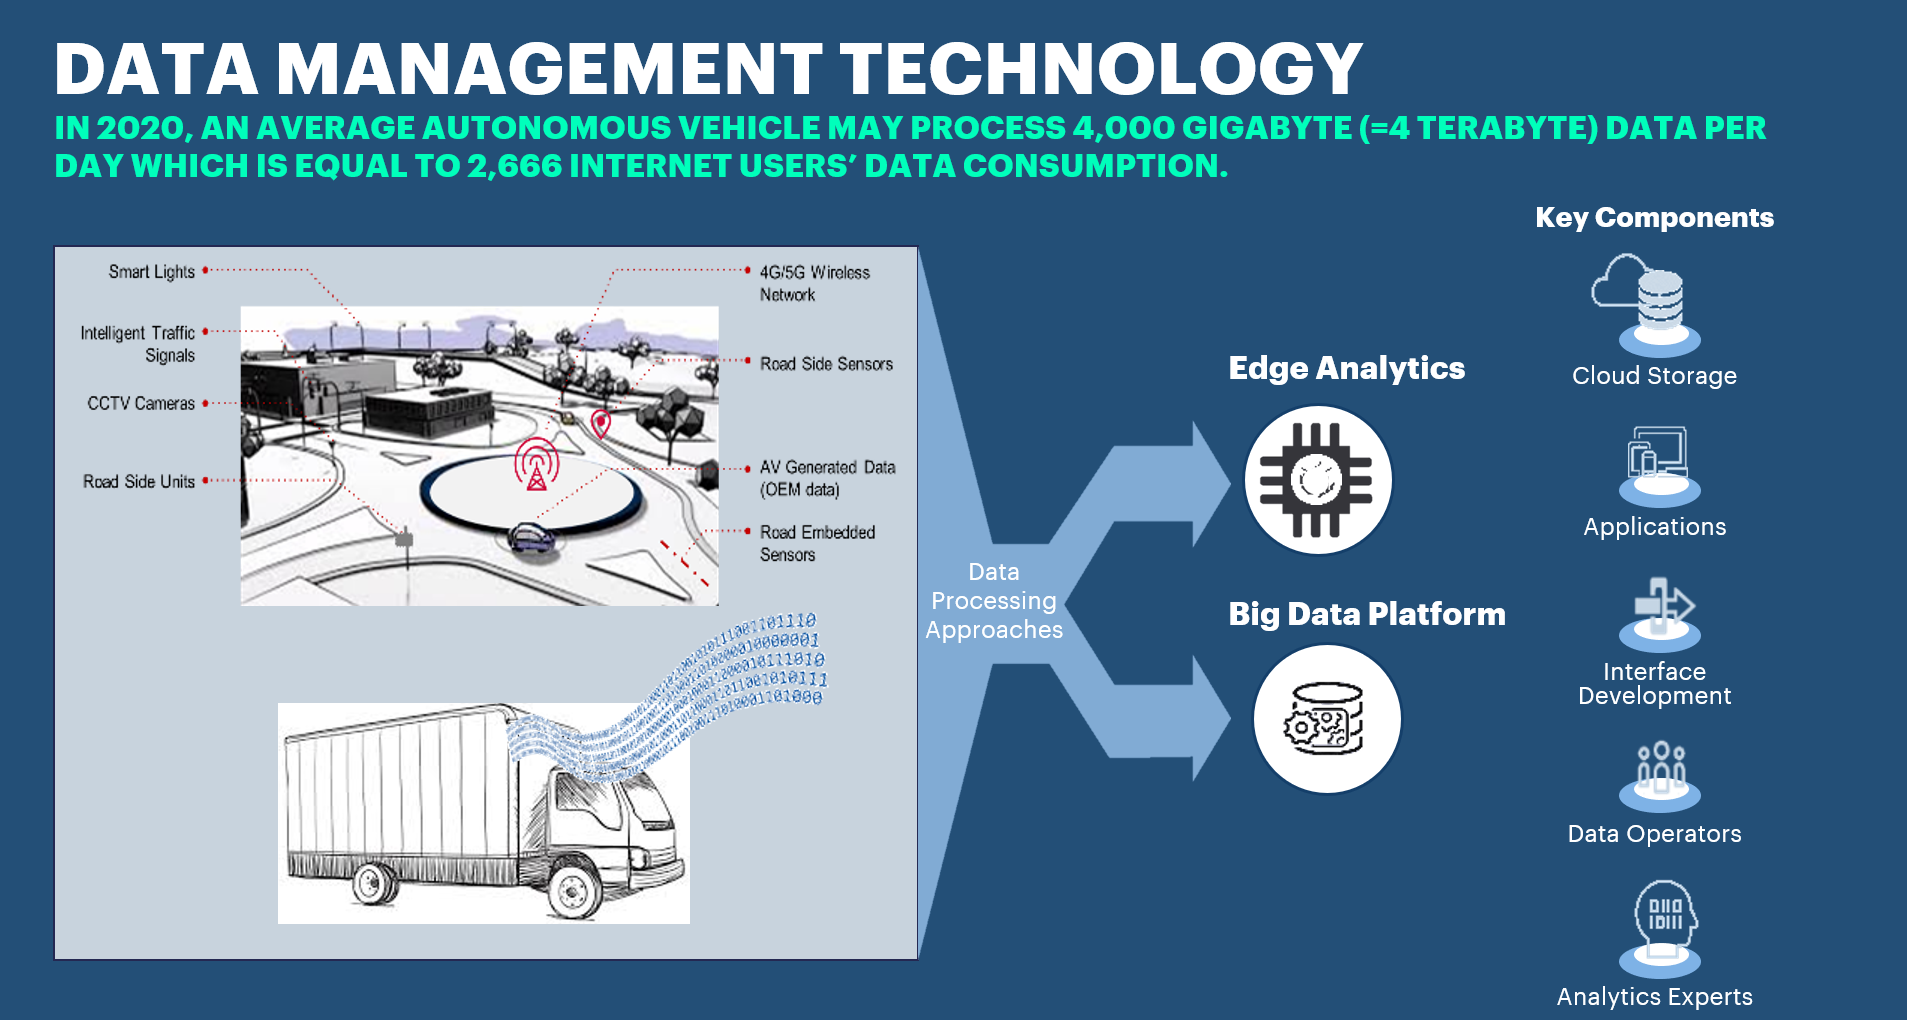 DATA MANAGEMENT TECHNOLOGY
IN 2020, AN AVERAGE AUTONOMOUS VEHICLE MAY PROCESS 4,000 GIGABYTE (=4 TERABYTE) DATA PER
DAY WHICH IS EQUAL TO 2,666 INTERNET USERS’ DATA CONSUMPTION.
Smart Lights
Intelligent Traffic
Signals
CCTV Cameras
Road Side Units
4G/5G Wireless
Network
Road Side Sensors
AV Generated Data
(OEM data)
Road Embedded
Sensors
Data
Processing
Approaches
Edge Analytics
Big Data Platform
Key Components
Cloud Storage
Applications
Interface
Development
Data Operators
Analytics Experts